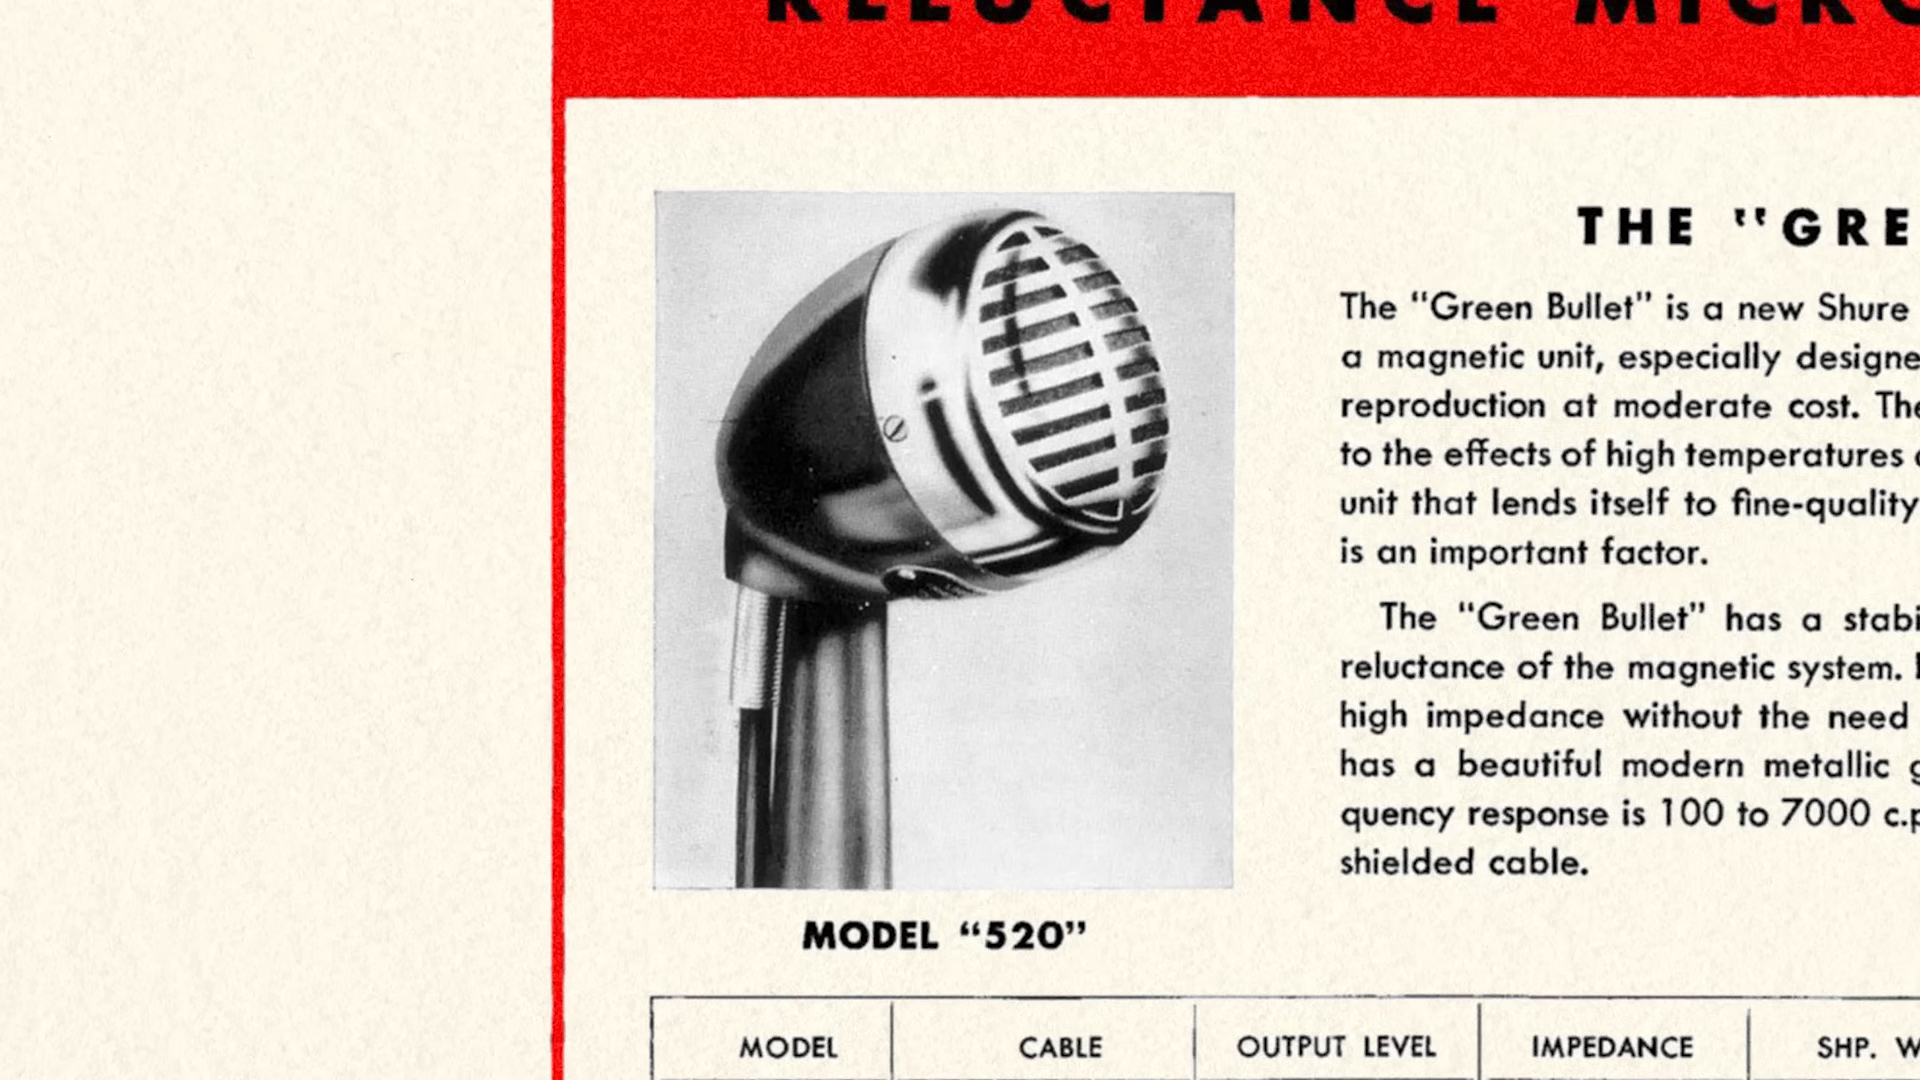 RELUCTANCE MICRO
THE "GRE
The "Green Bullet" is a new Shure
a magnetic unit, especially designe
reproduction at moderate cost. The
to the effects of high temperatures
unit that lends itself to fine-quality
is an important factor.
The "Green Bullet" has a stabi
reluctance of the magnetic system.
high impedance without the need
has a beautiful modern metallic g
quency response is 100 to 7000 c.p
shielded cable.
MODEL "520"
MODEL CABLE OUTPUT LEVEL IMPEDANCE SHP. W